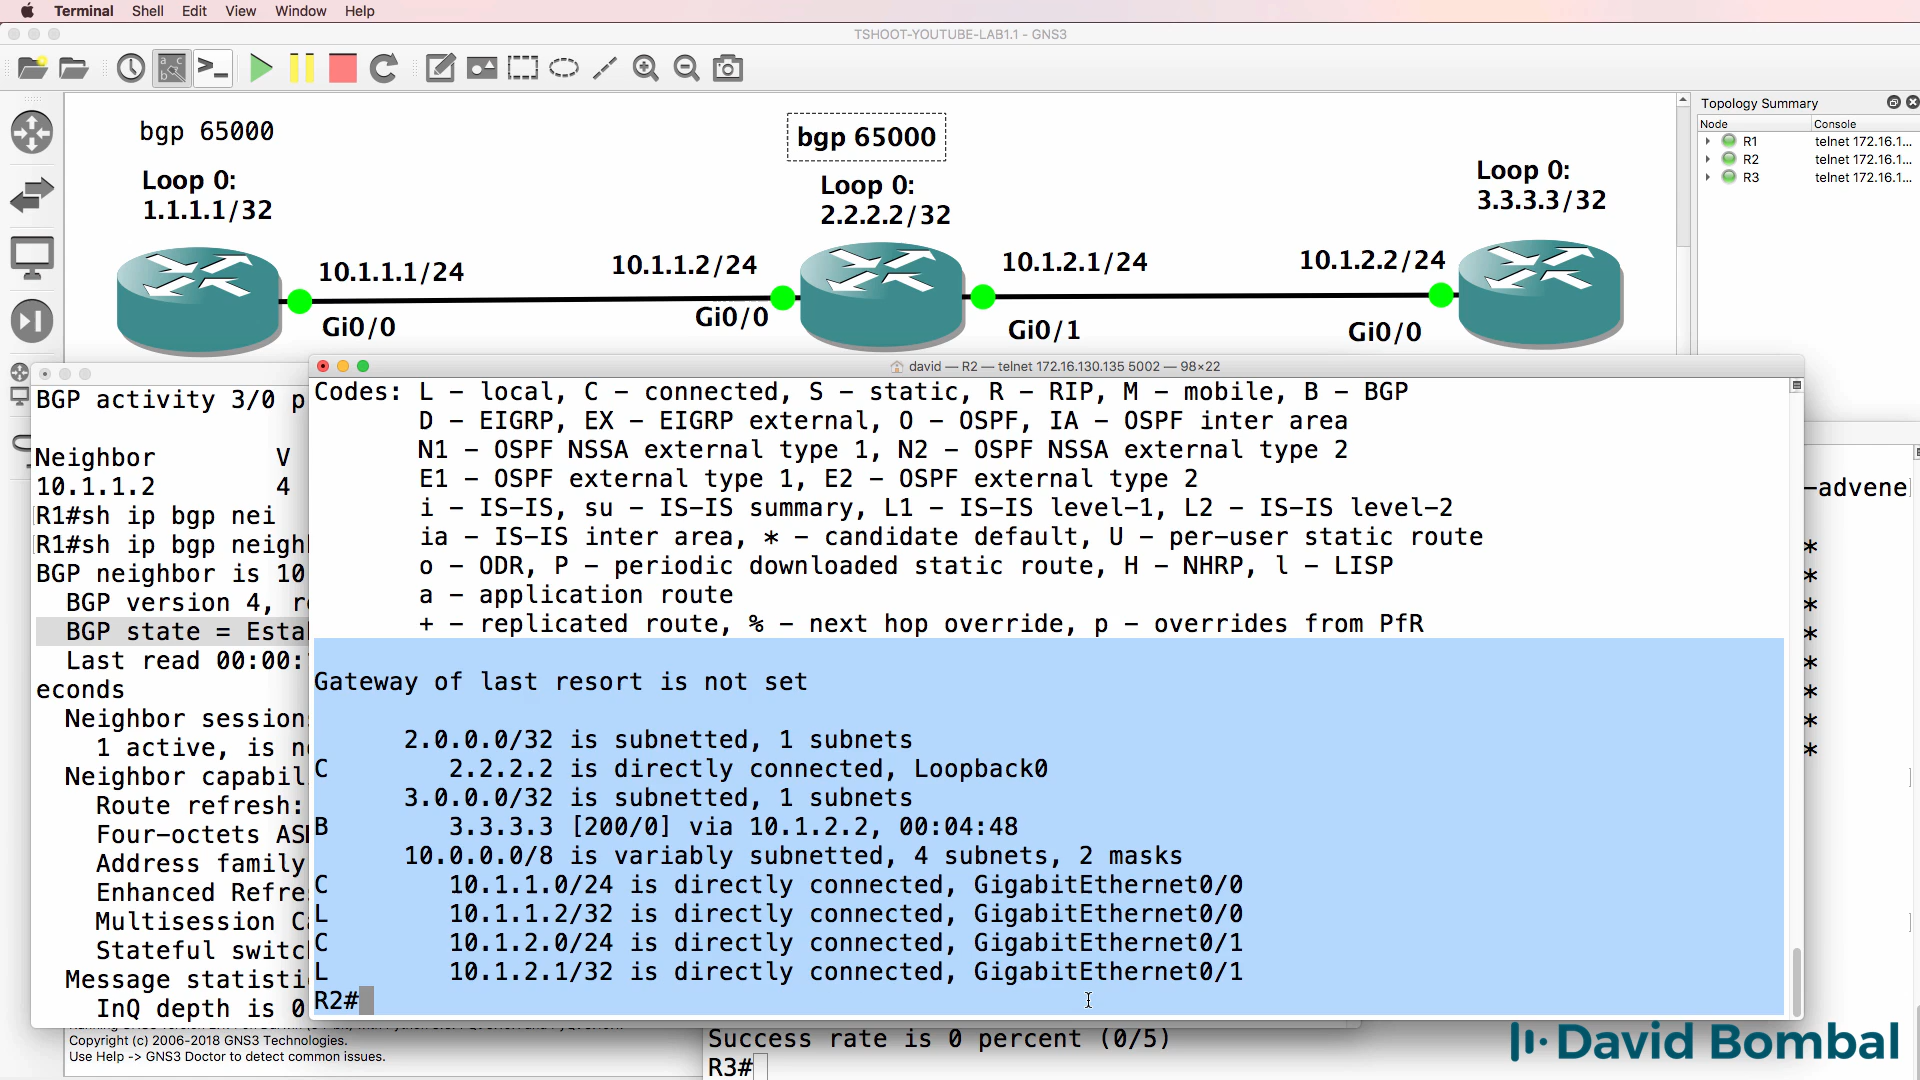 Terminal Shell Edit View Window Help
TSHOOT-YOUTUBE-LAB1.1 - GNS3
bgp 65000
Loop 0:
1.1.1.1/32
10.1.1.1/24
Gi0/0
bgp 65000
Loop 0:
2.2.2.2/32
10.1.1.2/24
Gi0/0
10.1.2.1/24
Gi0/1
Loop 0:
3.3.3.3/32
10.1.2.2/24
Gi0/0
Topology Summary
Node Console
R1 telnet 172.16.1...
R2 telnet 172.16.1...
R3 telnet 172.16.1...
BGP activity 3/0 p
Neighbor V
10.1.1.2 4
R1#sh ip bgp nei
R1#sh ip bgp neigh
BGP neighbor is 10
BGP version 4, r
BGP state = Esta
Last read 00:00:
econds
Neighbor session
1 active, is n
Neighbor capabil
Route refresh:
Four-octets AS
Address family
Enhanced Refre
Multisession C
Stateful switc
Message statisti
InQ depth is 0
david — R2 — telnet 172.16.130.135 5002 — 98×22
Codes: L - local, C - connected, S - static, R - RIP, M - mobile, B - BGP
D - EIGRP, EX - EIGRP external, O - OSPF, IA - OSPF inter area
N1 - OSPF NSSA external type 1, N2 - OSPF NSSA external type 2
E1 - OSPF external type 1, E2 - OSPF external type 2
i - IS-IS, su - IS-IS summary, L1 - IS-IS level-1, L2 - IS-IS level-2
ia - IS-IS inter area, * - candidate default, U - per-user static route
o - ODR, P - periodic downloaded static route, H - NHRP, l - LISP
a - application route
+ - replicated route, % - next hop override, p - overrides from PfR
Gateway of last resort is not set
2.0.0.0/32 is subnetted, 1 subnets
C 2.2.2.2 is directly connected, Loopback0
3.0.0.0/32 is subnetted, 1 subnets
B 3.3.3.3 [200/0] via 10.1.2.2, 00:04:48
10.0.0.0/8 is variably subnetted, 4 subnets, 2 masks
C 10.1.1.0/24 is directly connected, GigabitEthernet0/0
L 10.1.1.2/32 is directly connected, GigabitEthernet0/0
C 10.1.2.0/24 is directly connected, GigabitEthernet0/1
L 10.1.2.1/32 is directly connected, GigabitEthernet0/1
R2#
-advene
*
*
*
*
*
*
*
*
Copyright (c) 2006-2018 GNS3 Technologies.
Use Help -> GNS3 Doctor to detect common issues.
Success rate is 0 percent (0/5)
R3#
David Bombal